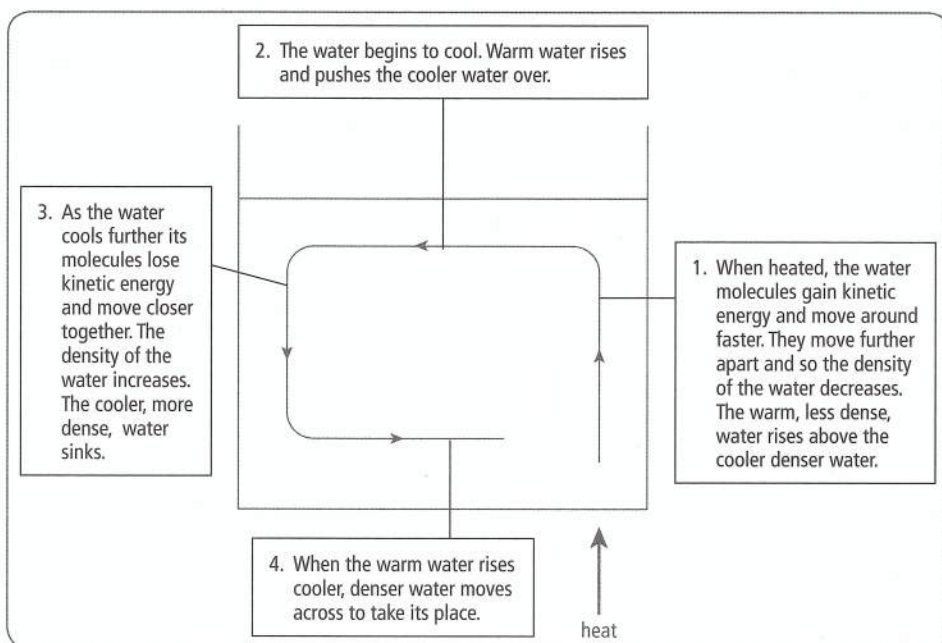 2. The water begins to cool. Warm water rises
and pushes the cooler water over.
3. As the water
cools further its
molecules lose
kinetic energy
and move closer
together. The
density of the
water increases.
The cooler, more
dense, water
sinks.
1. When heated, the water
molecules gain kinetic
energy and move around
faster. They move further
apart and so the density
of the water decreases.
The warm, less dense,
water rises above the
cooler denser water.
4. When the warm water rises
cooler, denser water moves
across to take its place.
heat